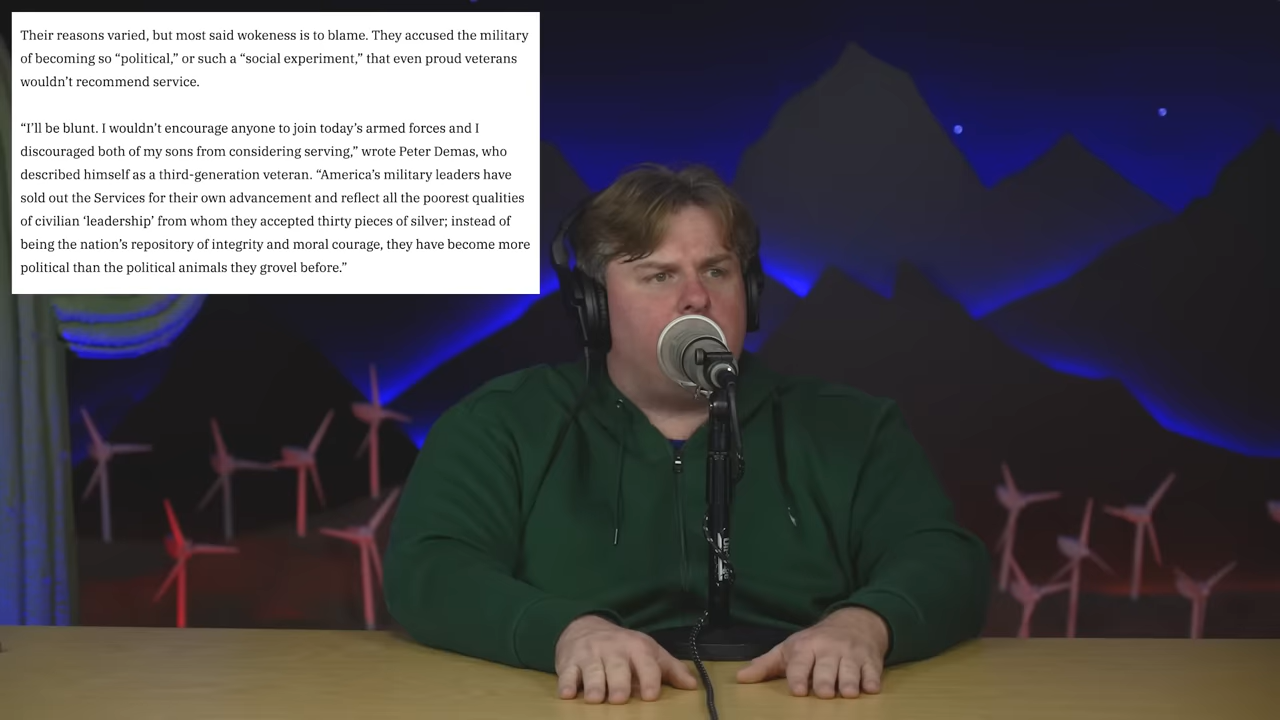 Their reasons varied, but most said wokeness is to blame. They accused the military
of becoming so “political,” or such a “social experiment,” that even proud veterans
wouldn’t recommend service.
“I’ll be blunt. I wouldn’t encourage anyone to join today’s armed forces and I
discouraged both of my sons from considering serving,” wrote Peter Demas, who
described himself as a third-generation veteran. “America’s military leaders have
sold out the Services for their own advancement and reflect all the poorest qualities
of civilian ‘leadership’ from whom they accepted thirty pieces of silver; instead of
being the nation’s repository of integrity and moral courage, they have become more
political than the political animals they grovel before.”